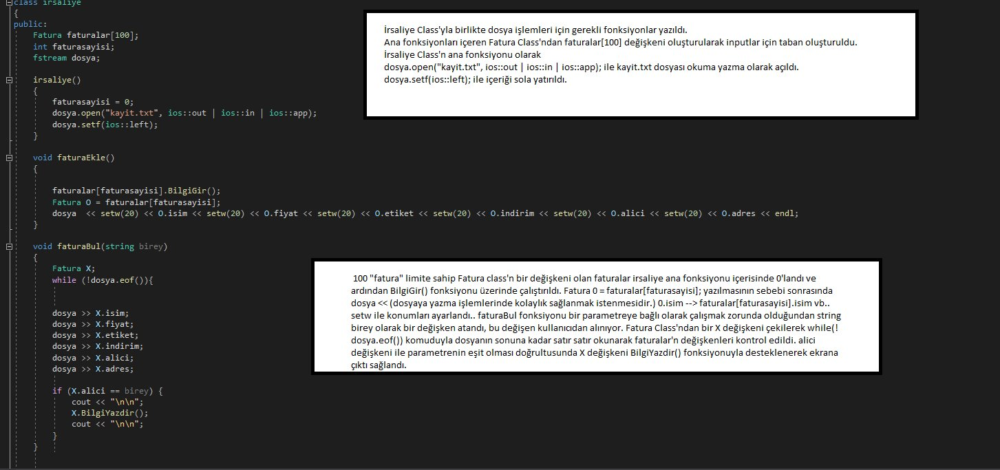 class irsaliye
{
public:
Fatura faturalar[100];
int faturasayisi;
fstream dosya;
irsaliye()
{
faturasayisi = 0;
dosya.open("kayit.txt", ios::out | ios::in | ios::app);
dosya.setf(ios::left);
}
İrsaliye Class'yla birlikte dosya işlemleri için gerekli fonksiyonlar yazıldı.
Ana fonksiyonları içeren Fatura Class'ndan faturalar[100] değişkeni oluşturularak inputlar için taban oluşturuldu.
İrsaliye Class'n ana fonksiyonu olarak
dosya.open("kayit.txt", ios::out | ios::in | ios::app); ile kayit.txt dosyası okuma yazma olarak açıldı.
dosya.setf(ios::left); ile içeriği sola yatırıldı.
void faturaEkle()
{
faturalar[faturasayisi].BilgiGir();
Fatura O = faturalar[faturasayisi];
dosya << setw(20) << O.isim << setw(20) << O.fiyat << setw(20) << O.etiket << setw(20) << O.indirim << setw(20) << O.alici << setw(20) << O.adres << endl;
}
void faturaBul(string birey)
{
Fatura X;
while (!dosya.eof()){
dosya >> X.isim;
dosya >> X.fiyat;
dosya >> X.etiket;
dosya >> X.indirim;
dosya >> X.alici;
dosya >> X.adres;
if (X.alici == birey) {
cout << "\n\n";
X.BilgiYazdir();
cout << "\n\n";
}
}
100 "fatura" limite sahip Fatura class'n bir değişkeni olan faturalar irsaliye ana fonksiyonu içerisinde 0'landı ve
ardından BilgiGir() fonksiyonu üzerinde çalıştırıldı. Fatura 0 = faturalar[faturasayisi]; yazılmasının sebebi sonrasında
dosya << (dosyaya yazma işlemlerinde kolaylık sağlanmak istenmesidir.) 0.isim --> faturalar[faturasayisi].isim vb..
setw ile konumları ayarlandı.. faturaBul fonksiyonu bir parametreye bağlı olarak çalışmak zorunda olduğundan string
birey olarak bir değişken atandı, bu değişen kullanıcıdan alınıyor. Fatura Class'ndan bir X değişkeni çekilerek while(!
dosya.eof()) komuduyla dosyanın sonuna kadar satır satır okunarak faturalar'n değişkenleri kontrol edildi. alici
değişkeni ile parametrenin eşit olması doğrultusunda X değişkeni BilgiYazdir() fonksiyonuyla desteklenerek ekrana
çıktı sağlandı.